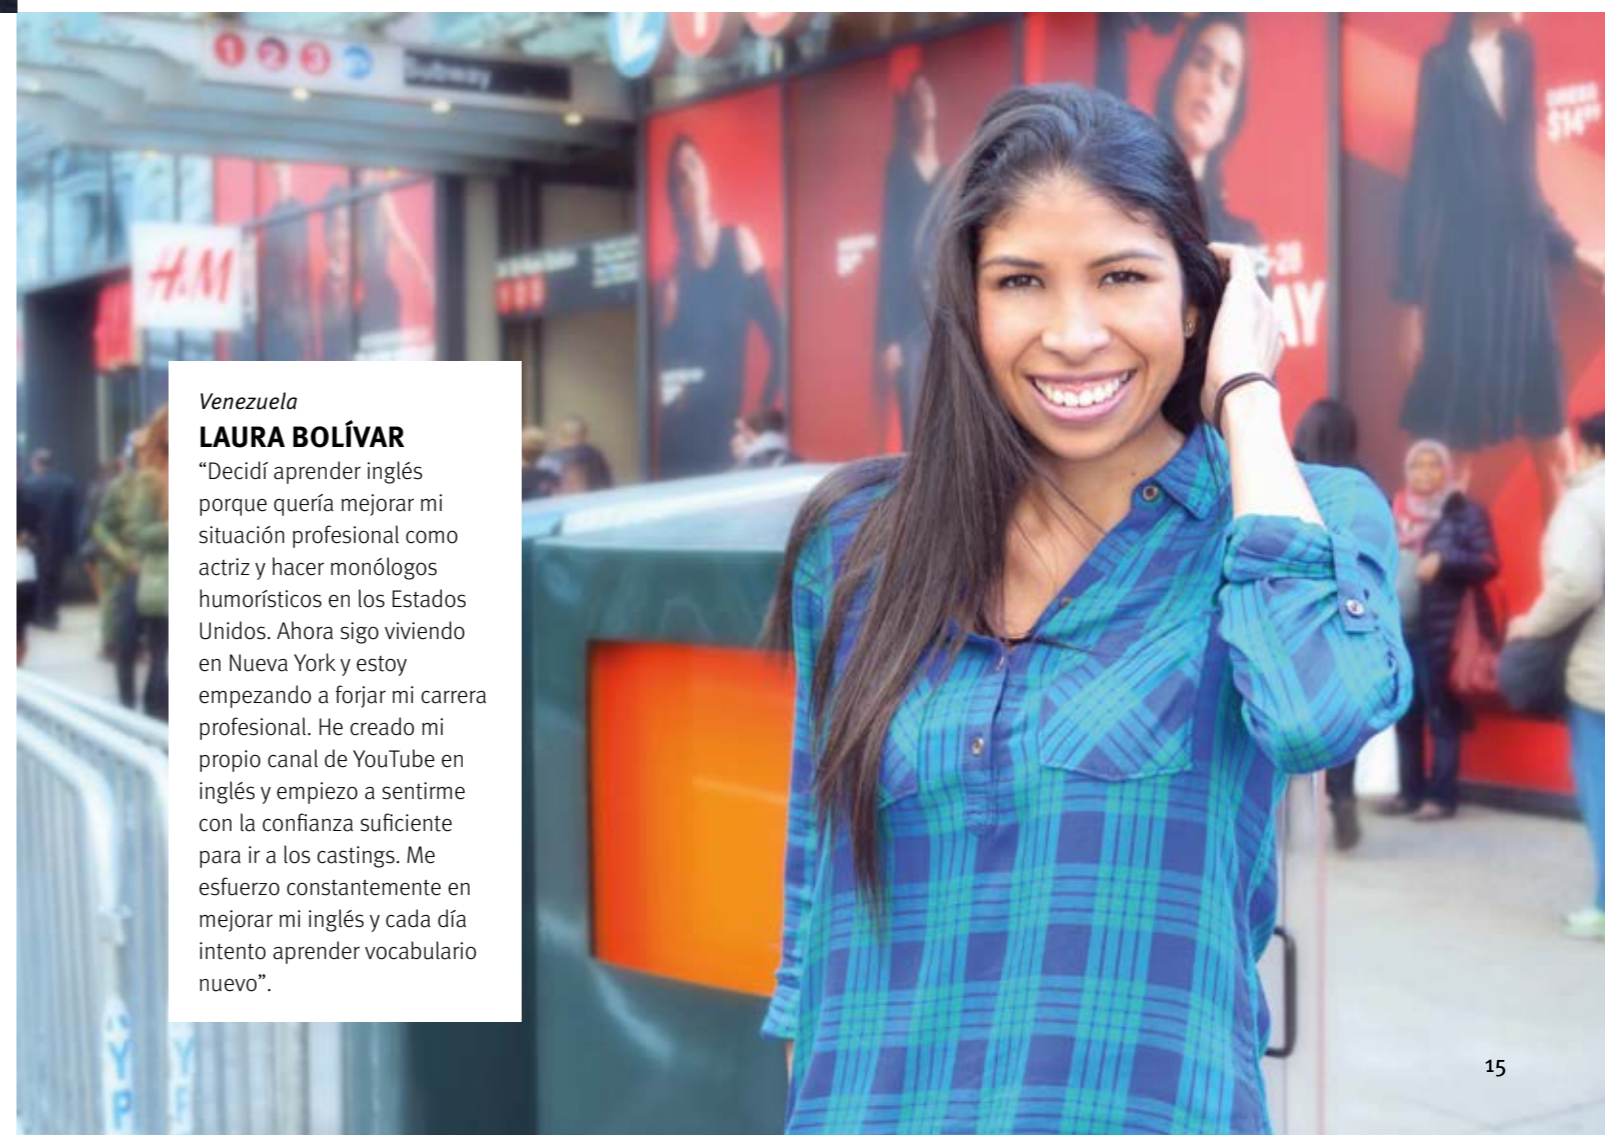 1 2 3
Subway
H&M
$14
AY
Venezuela
LAURA BOLÍVAR
“Decidí aprender inglés
porque quería mejorar mi
situación profesional como
actriz y hacer monólogos
humorísticos en los Estados
Unidos. Ahora sigo viviendo
en Nueva York y estoy
empezando a forjar mi carrera
profesional. He creado mi
propio canal de YouTube en
inglés y empiezo a sentirme
con la confianza suficiente
para ir a los castings. Me
esfuerzo constantemente en
mejorar mi inglés y cada día
intento aprender vocabulario
nuevo”.
15